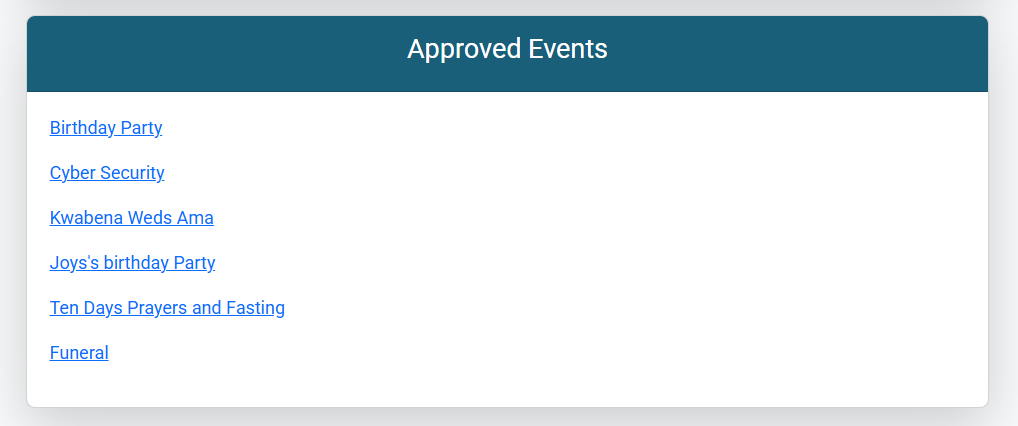 Approved Events
Birthday Party
Cyber Security
Kwabena Weds Ama
Joys's birthday Party
Ten Days Prayers and Fasting
Funeral